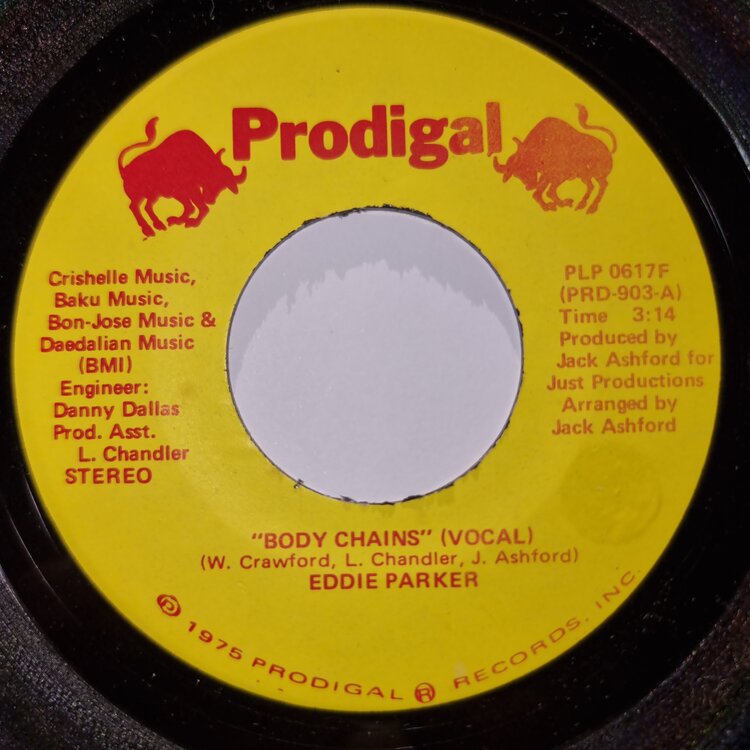 Prodigal
Crishelle Music,
Baku Music,
Bon-Jose Music &
Daedalian Music
(BMI)
Engineer:
Danny Dallas
Prod. Asst.
L. Chandler
STEREO
PLP 0617F
(PRD-903-A)
Time 3:14
Produced by
Jack Ashford for
Just Productions
Arranged by
Jack Ashford
"BODY CHAINS" (VOCAL)
(W. Crawford, L. Chandler, J. Ashford)
EDDIE PARKER
℗ 1975 PRODIGAL ® RECORDS, INC.